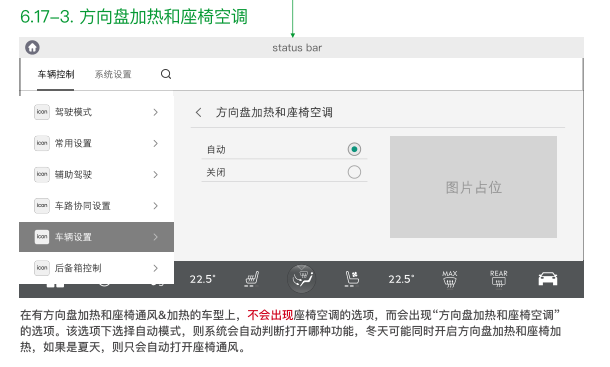 6.17-3. 方向盘加热和座椅空调
status bar
车辆控制 系统设置
icon 驾驶模式
方向盘加热和座椅空调
icon 常用设置
自动
icon 辅助驾驶
关闭
图片占位
icon 车路协同设置
icon 车辆设置
icon 后备箱控制
22.5° 22.5° MAX REAR
在有方向盘加热和座椅通风&加热的车型上，不会出现座椅空调的选项，而会出现“方向盘加热和座椅空调”
的选项。该选项下选择自动模式，则系统会自动判断打开哪种功能，冬天可能同时开启方向盘加热和座椅加
热，如果是夏天，则只会自动打开座椅通风。